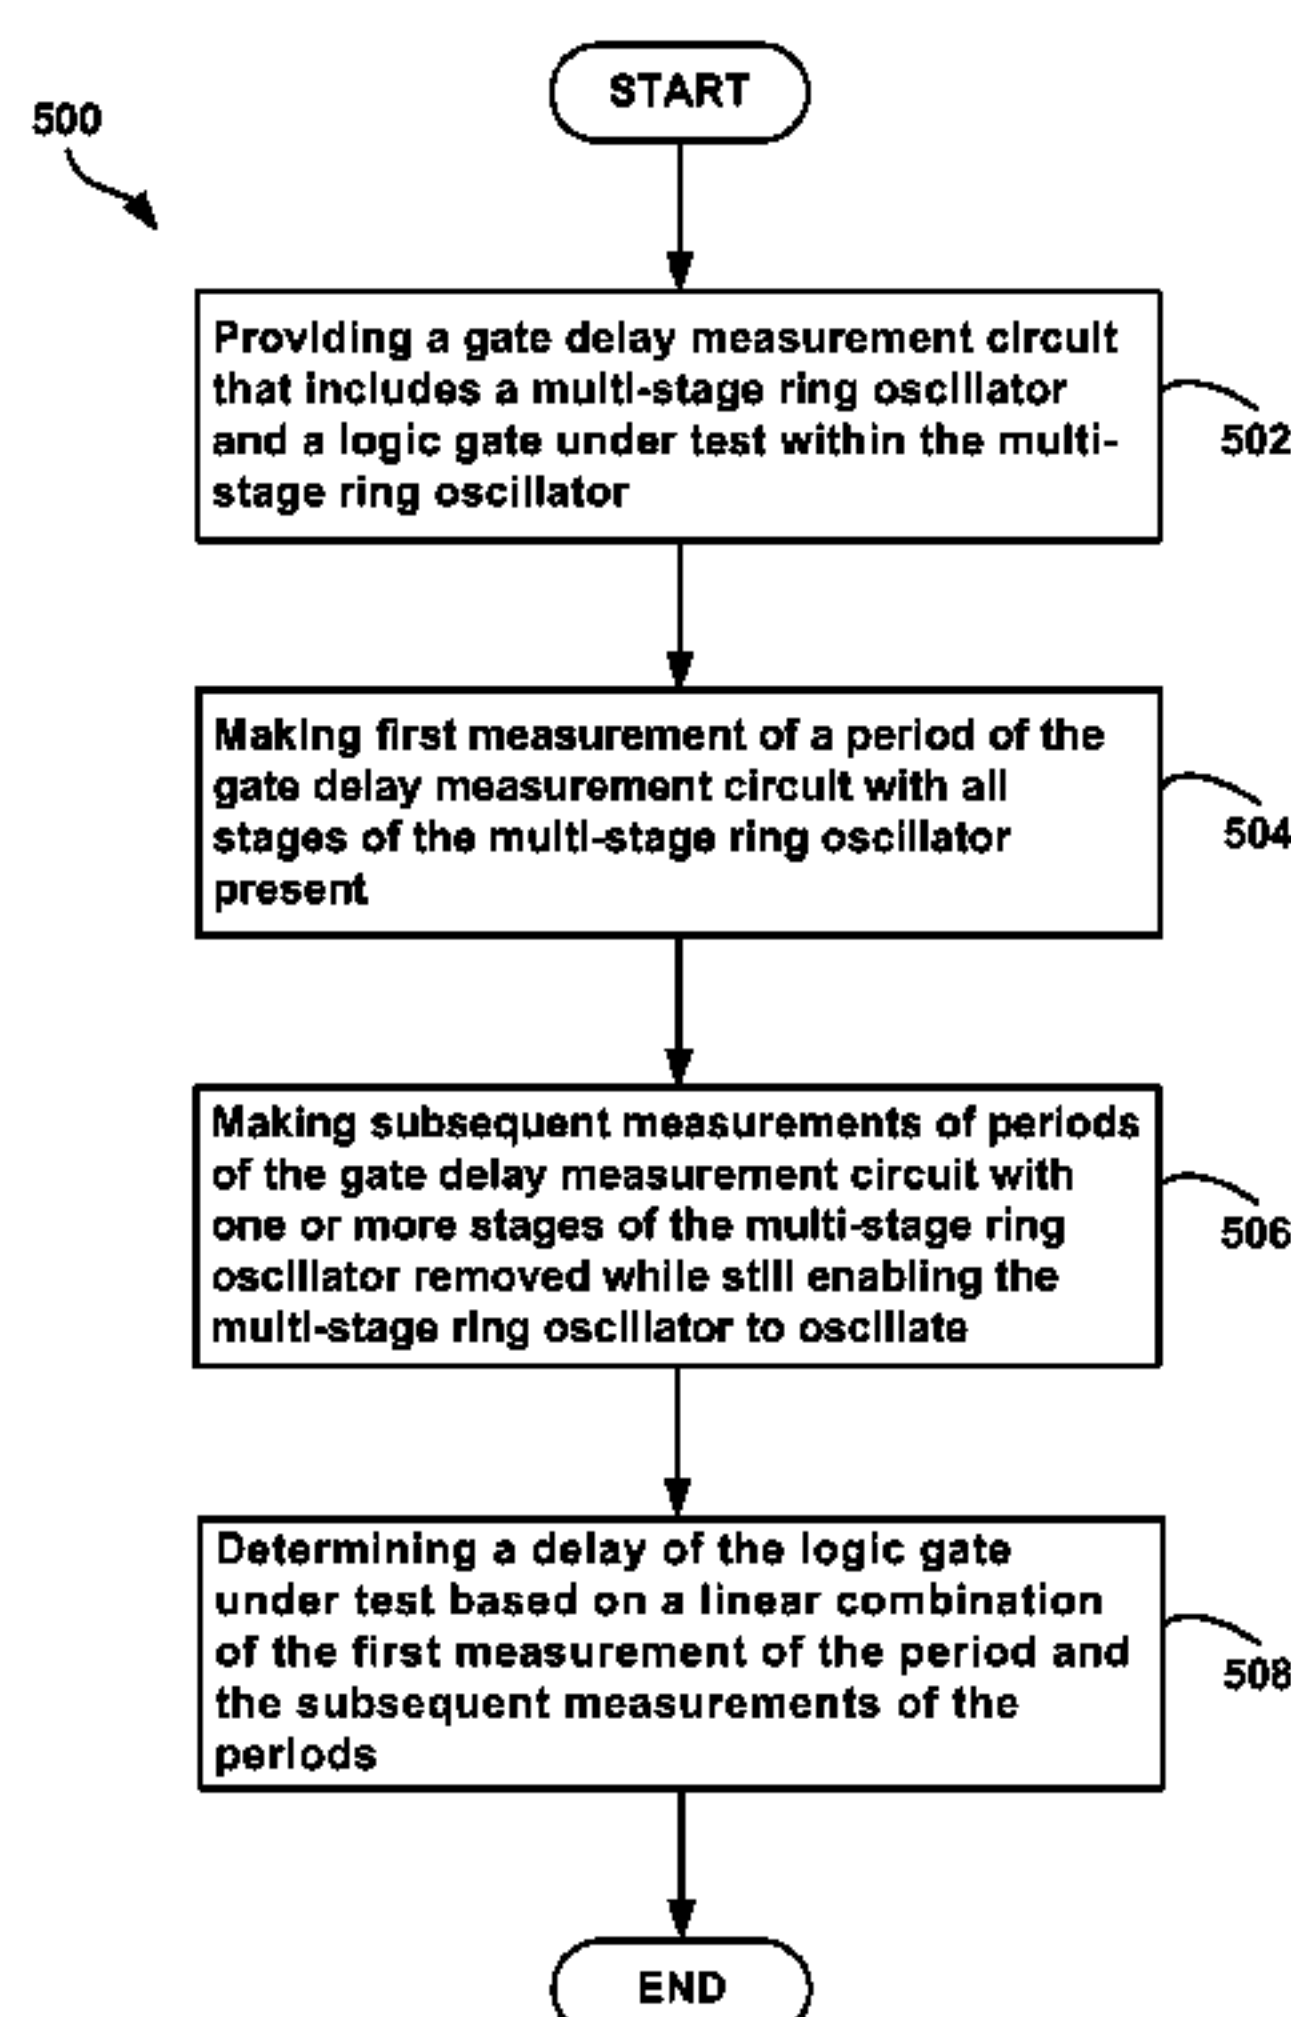 START
500
Providing a gate delay measurement circuit
that includes a multi-stage ring oscillator
and a logic gate under test within the multi-
stage ring oscillator
502
Making first measurement of a period of the
gate delay measurement circuit with all
stages of the multi-stage ring oscillator
present
504
Making subsequent measurements of periods
of the gate delay measurement circuit with
one or more stages of the multi-stage ring
oscillator removed while still enabling the
multi-stage ring oscillator to oscillate
506
Determining a delay of the logic gate
under test based on a linear combination
of the first measurement of the period and
the subsequent measurements of the
periods
508
END